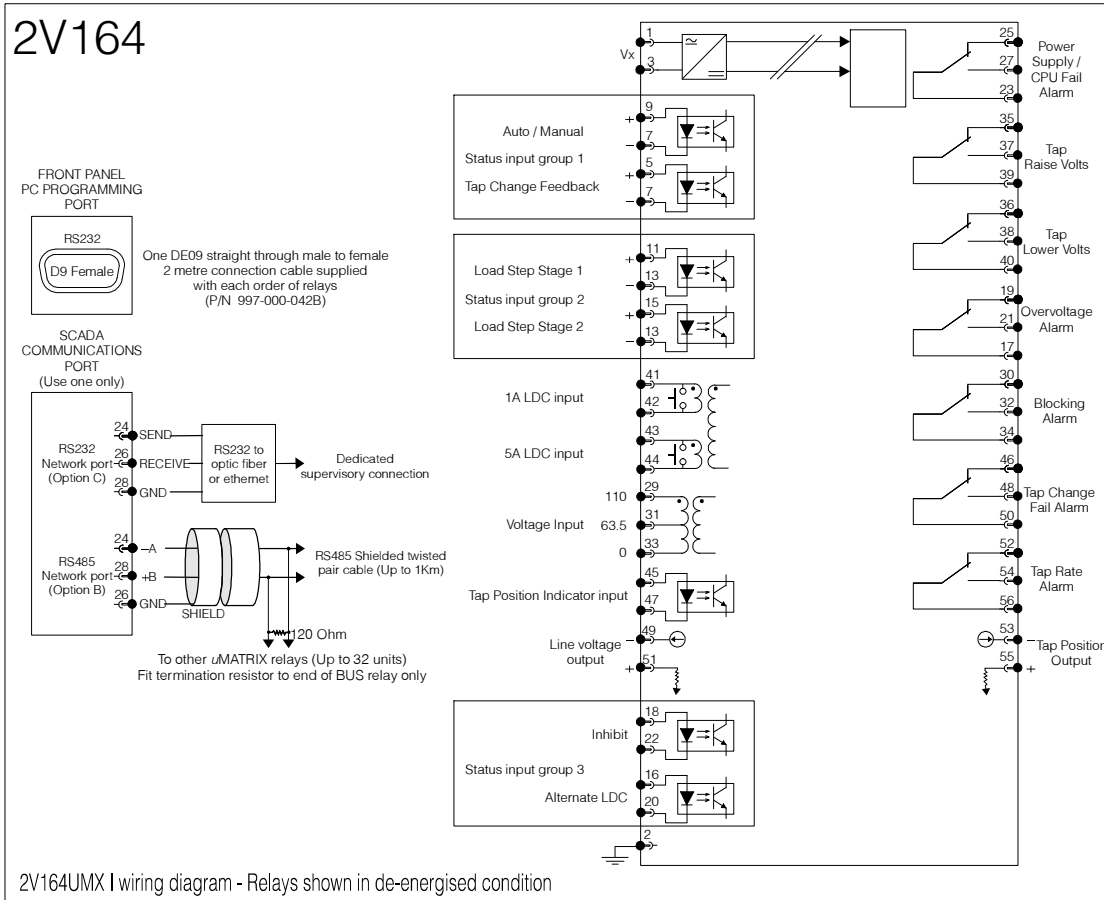 2V164
FRONT PANEL
PC PROGRAMMING
PORT
RS232
D9 Female
One DE09 straight through male to female
2 metre connection cable supplied
with each order of relays
(P/N 997-000-042B)
SCADA
COMMUNICATIONS
PORT
(Use one only)
RS232
Network port
(Option C)
24
SEND
26
RECEIVE
28
GND
RS232 to
optic fiber
or ethernet
Dedicated
supervisory connection
RS485
Network port
(Option B)
24
–A
28
+B
26
GND
SHIELD
RS485 Shielded twisted
pair cable (Up to 1Km)
120 Ohm
To other uMATRIX relays (Up to 32 units)
Fit termination resistor to end of BUS relay only
Vx
1
3
Auto / Manual
+ 9
– 7
Status input group 1
Tap Change Feedback
+ 5
– 7
Load Step Stage 1
+ 11
– 13
Status input group 2
Load Step Stage 2
+ 15
– 13
1A LDC input
41
42
5A LDC input
43
44
Voltage Input
110 29
63.5 31
0 33
Tap Position Indicator input
45
47
Line voltage
output
– 49
+ 51
Inhibit
18
22
Status input group 3
Alternate LDC
16
20
2
25
27
23
Power
Supply /
CPU Fail
Alarm
35
37
39
Tap
Raise Volts
36
38
40
Tap
Lower Volts
19
21
17
Overvoltage
Alarm
30
32
34
Blocking
Alarm
46
48
50
Tap Change
Fail Alarm
52
54
56
Tap Rate
Alarm
53 –
55 +
Tap Position
Output
2V164UMX I wiring diagram - Relays shown in de-energised condition